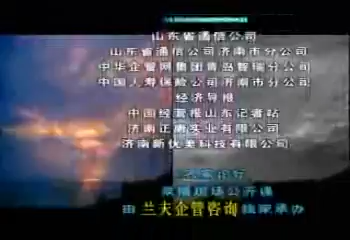 山东省通信公司
山东省通信公司济南市分公司
中华企管网集团青岛智瑞分公司
中国人寿保险公司济南市分公司
经济导报
中国经营报山东记者站
济南正唐实业有限公司
济南新优美科技有限公司
现场公开课
由兰夫企管咨询独家承办